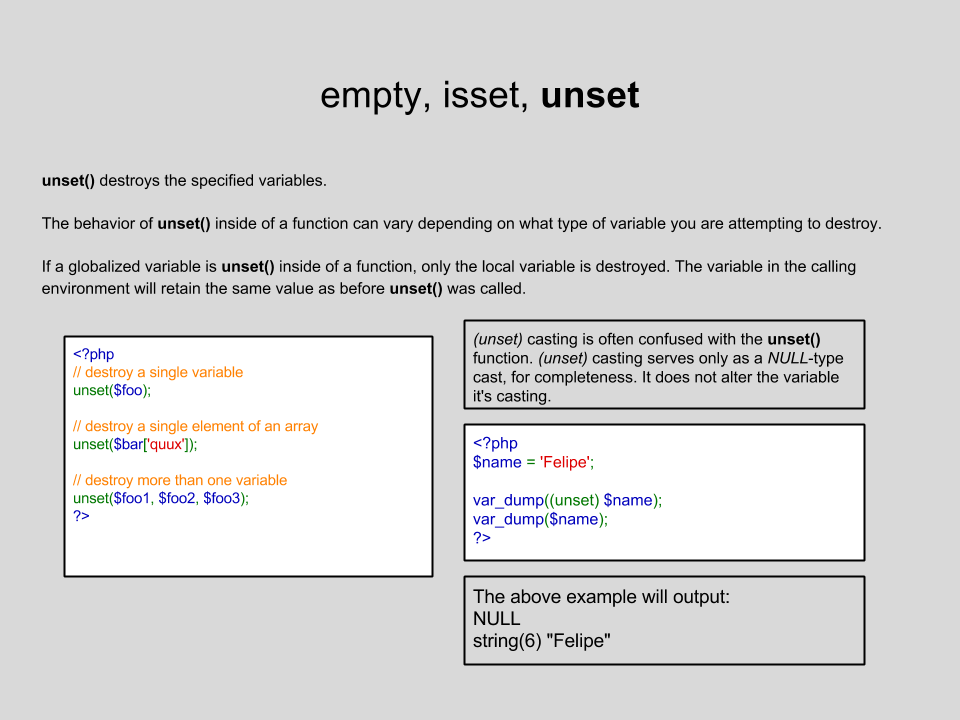 empty, isset, unset
unset() destroys the specified variables.
The behavior of unset() inside of a function can vary depending on what type of variable you are attempting to destroy.
If a globalized variable is unset() inside of a function, only the local variable is destroyed. The variable in the calling
environment will retain the same value as before unset() was called.
<?php
// destroy a single variable
unset($foo);
// destroy a single element of an array
unset($bar['quux']);
// destroy more than one variable
unset($foo1, $foo2, $foo3);
?>
(unset) casting is often confused with the unset()
function. (unset) casting serves only as a NULL-type
cast, for completeness. It does not alter the variable
it's casting.
<?php
$name = 'Felipe';
var_dump((unset) $name);
var_dump($name);
?>
The above example will output:
NULL
string(6) "Felipe"